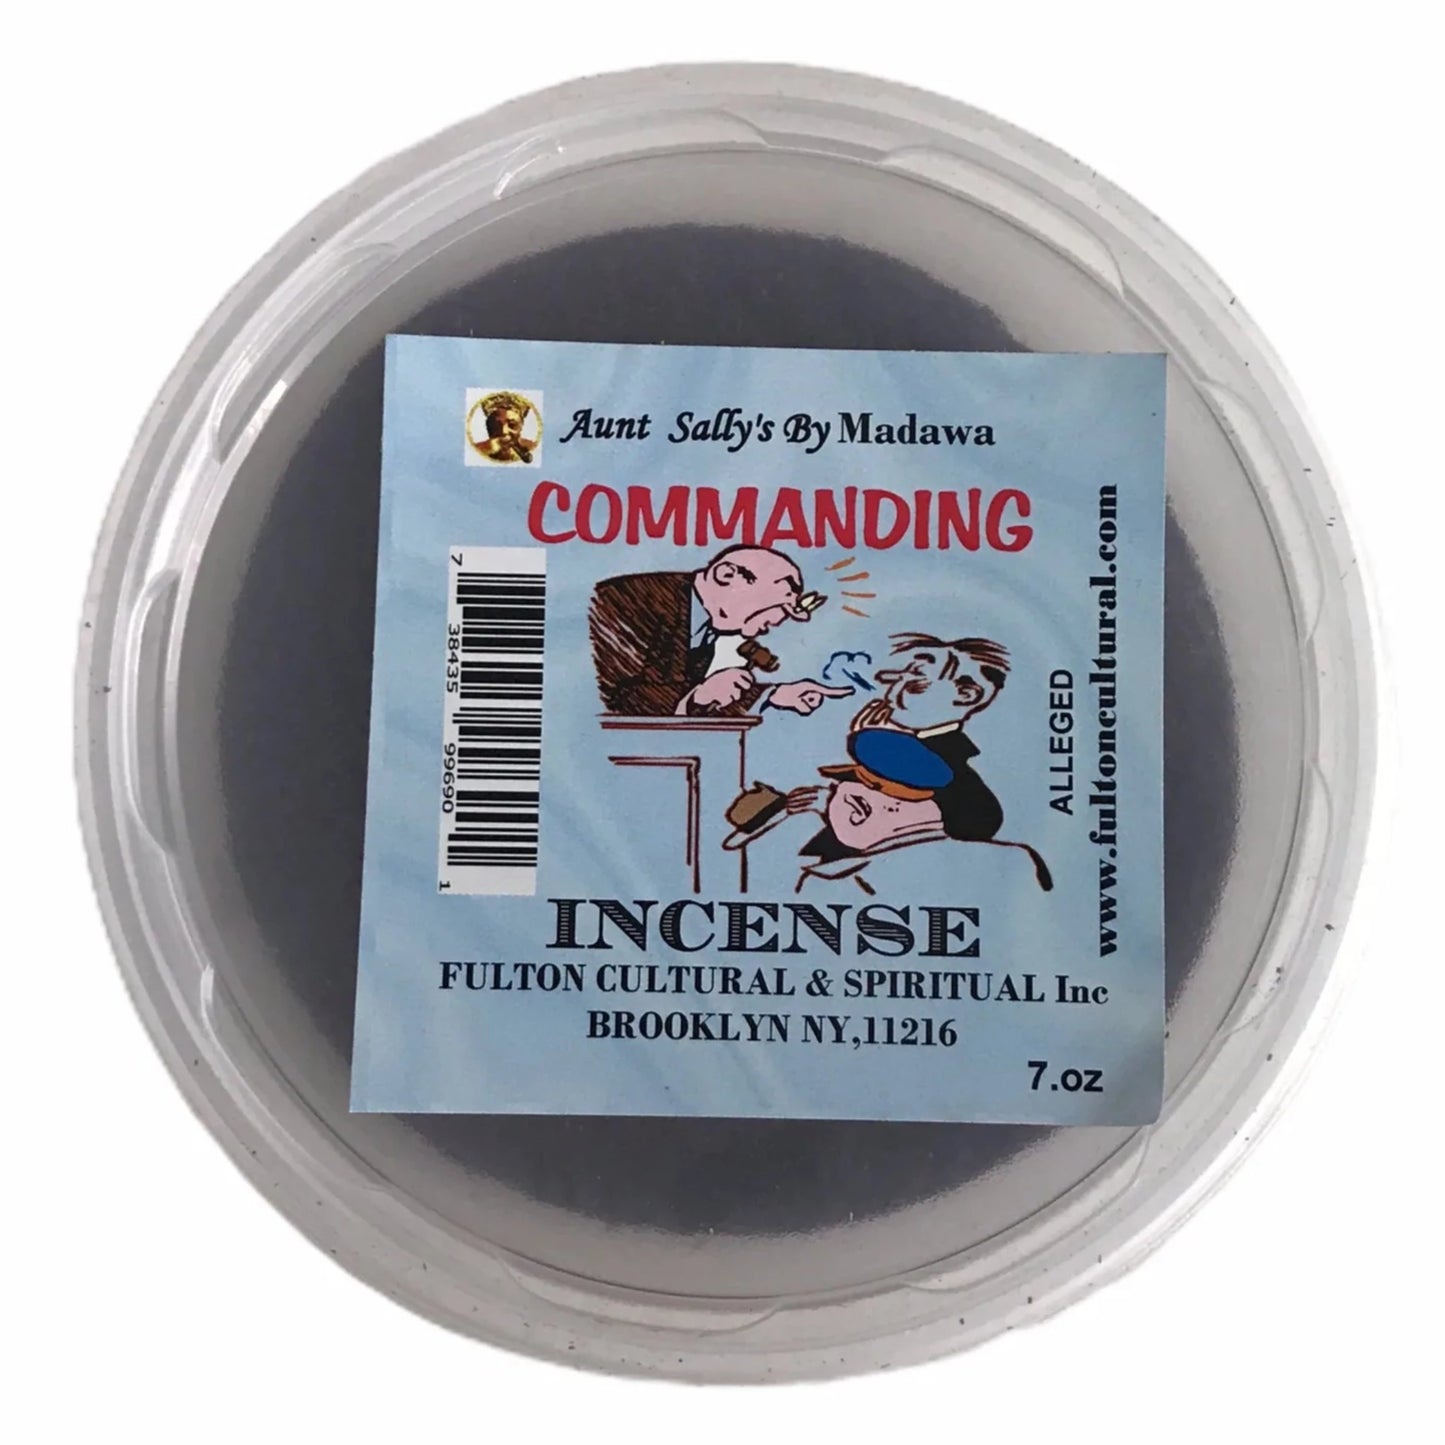 Aunt Sally's By Madawa
COMMANDING
7 38435 99690 1
ALLEGED
www.fultoncultural.com
INCENSE
FULTON CULTURAL & SPIRITUAL Inc
BROOKLYN NY,11216
7.oz